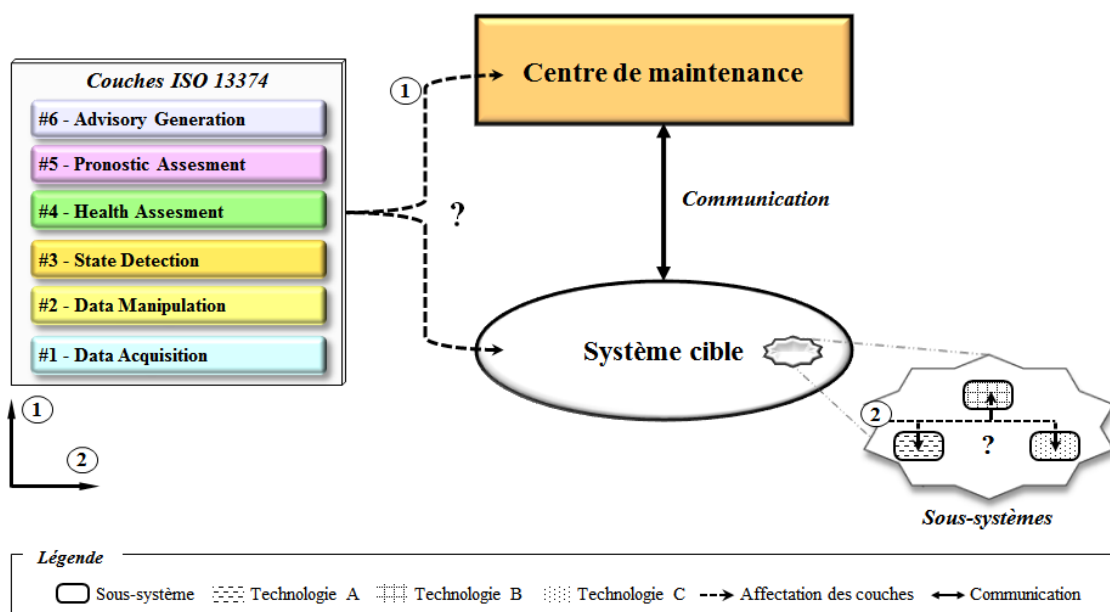 Couches ISO 13374
#6 - Advisory Generation
#5 - Pronostic Assesment
#4 - Health Assesment
#3 - State Detection
#2 - Data Manipulation
#1 - Data Acquisition
1
2
1
?
Centre de maintenance
Communication
Système cible
2
?
Sous-systèmes
Légende
Sous-système Technologie A Technologie B Technologie C Affectation des couches Communication